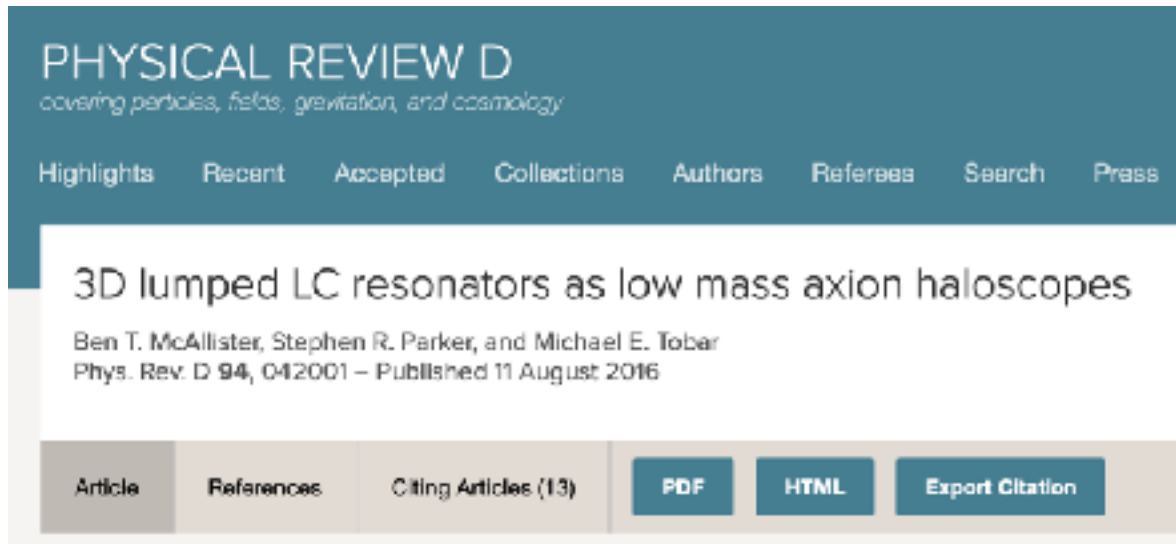 PHYSICAL REVIEW D
covering particles, fields, gravitation, and cosmology
Highlights Recent Accepted Collections Authors Referees Search Press
3D lumped LC resonators as low mass axion haloscopes
Ben T. McAllister, Stephen R. Parker, and Michael E. Tobar
Phys. Rev. D 94, 042001 – Published 11 August 2016
Article References Citing Articles (13) PDF HTML Export Citation